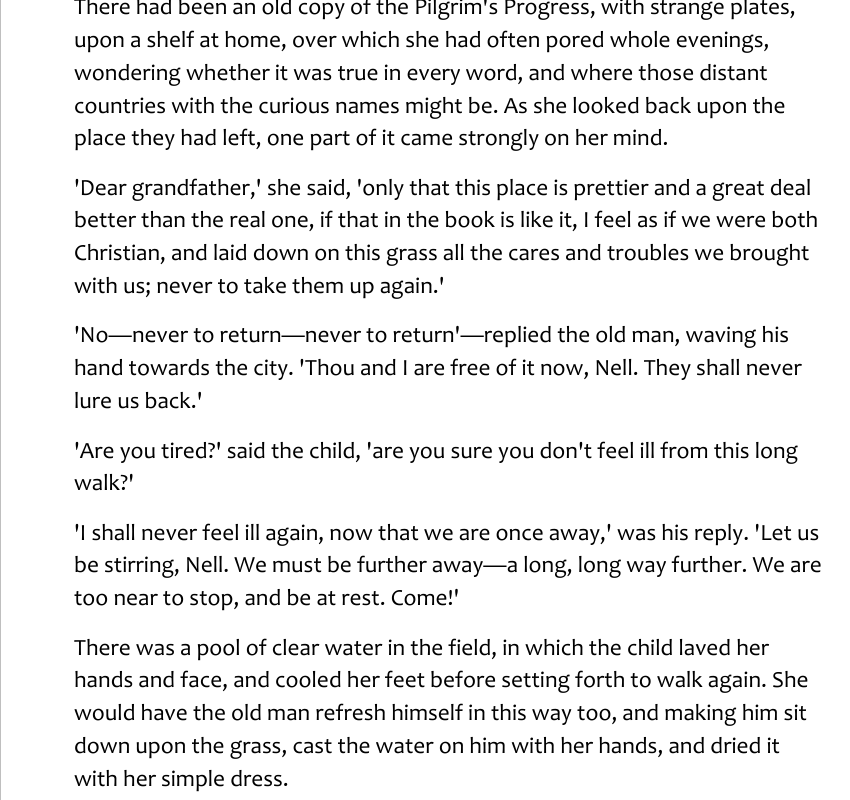 There had been an old copy of the Pilgrim's Progress, with strange plates,
upon a shelf at home, over which she had often pored whole evenings,
wondering whether it was true in every word, and where those distant
countries with the curious names might be. As she looked back upon the
place they had left, one part of it came strongly on her mind.
'Dear grandfather,' she said, 'only that this place is prettier and a great deal
better than the real one, if that in the book is like it, I feel as if we were both
Christian, and laid down on this grass all the cares and troubles we brought
with us; never to take them up again.'
'No—never to return—never to return'—replied the old man, waving his
hand towards the city. 'Thou and I are free of it now, Nell. They shall never
lure us back.'
'Are you tired?' said the child, 'are you sure you don't feel ill from this long
walk?'
'I shall never feel ill again, now that we are once away,' was his reply. 'Let us
be stirring, Nell. We must be further away—a long, long way further. We are
too near to stop, and be at rest. Come!'
There was a pool of clear water in the field, in which the child laved her
hands and face, and cooled her feet before setting forth to walk again. She
would have the old man refresh himself in this way too, and making him sit
down upon the grass, cast the water on him with her hands, and dried it
with her simple dress.